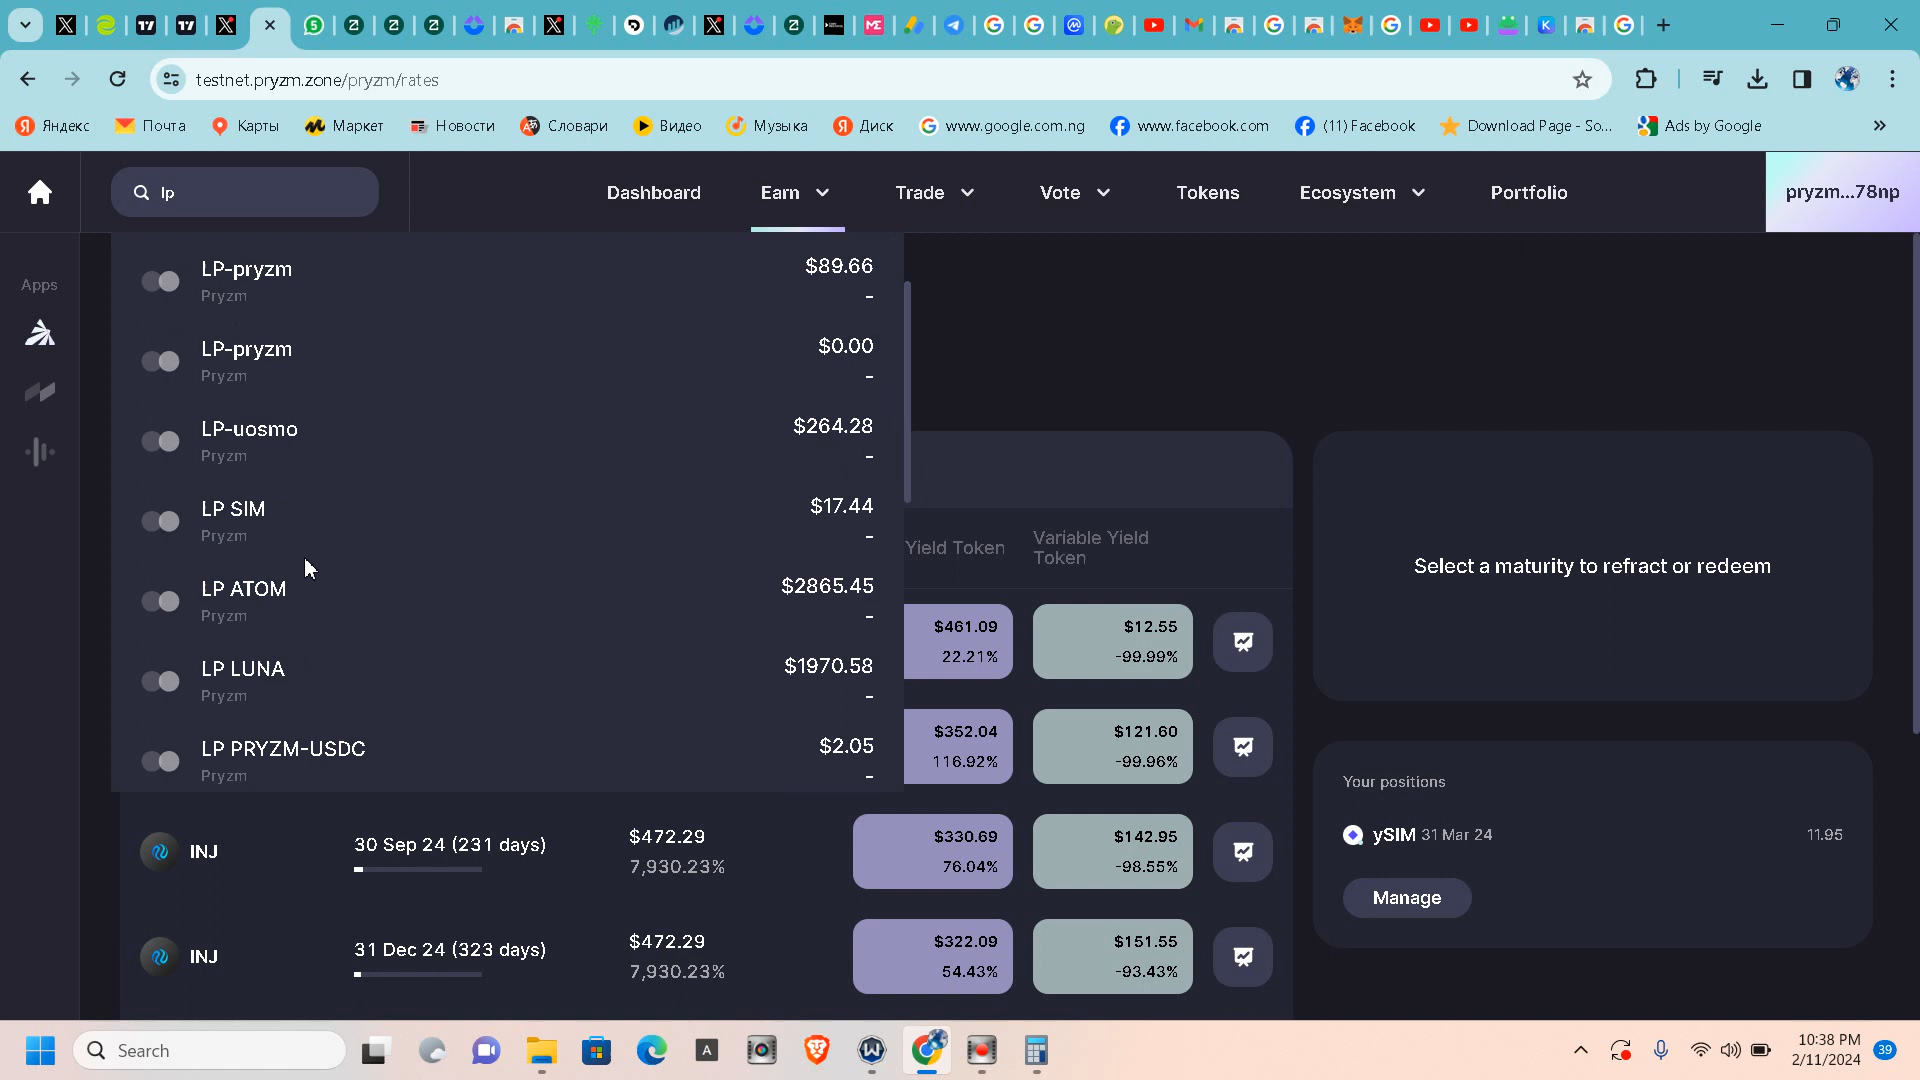 testnet.pryzm.zone/pryzm/rates
Яндекс
Почта
Карты
Маркет
Новости
Словари
Видео
Музыка
Диск
www.google.com.ng
www.facebook.com
(11) Facebook
Download Page - So...
Ads by Google
lp
Dashboard
Earn
Trade
Vote
Tokens
Ecosystem
Portfolio
pryzm...78np
Apps
LP-pryzm
$89.66
Pryzm
-
LP-pryzm
$0.00
Pryzm
-
LP-uosmo
$264.28
Pryzm
-
LP SIM
$17.44
Pryzm
-
LP ATOM
$2865.45
Pryzm
-
LP LUNA
$1970.58
Pryzm
-
LP PRYZM-USDC
$2.05
Pryzm
-
Yield Token
Variable Yield
Token
$461.09
22.21%
$12.55
-99.99%
$352.04
116.92%
$121.60
-99.96%
INJ
30 Sep 24 (231 days)
$472.29
7,930.23%
$330.69
76.04%
$142.95
-98.55%
INJ
31 Dec 24 (323 days)
$472.29
7,930.23%
$322.09
54.43%
$151.55
-93.43%
Select a maturity to refract or redeem
Your positions
ySIM 31 Mar 24
11.95
Manage
Search
10:38 PM
2/11/2024
39